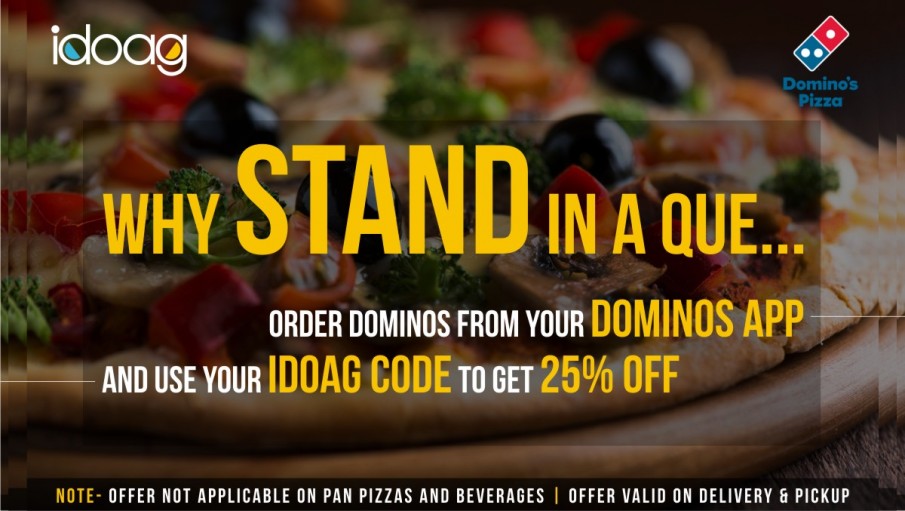 idoag
Domino's
Pizza
WHY STAND IN A QUE...
ORDER DOMINOS FROM YOUR DOMINOS APP
AND USE YOUR IDOAG CODE TO GET 25% OFF
NOTE- OFFER NOT APPLICABLE ON PAN PIZZAS AND BEVERAGES | OFFER VALID ON DELIVERY & PICKUP